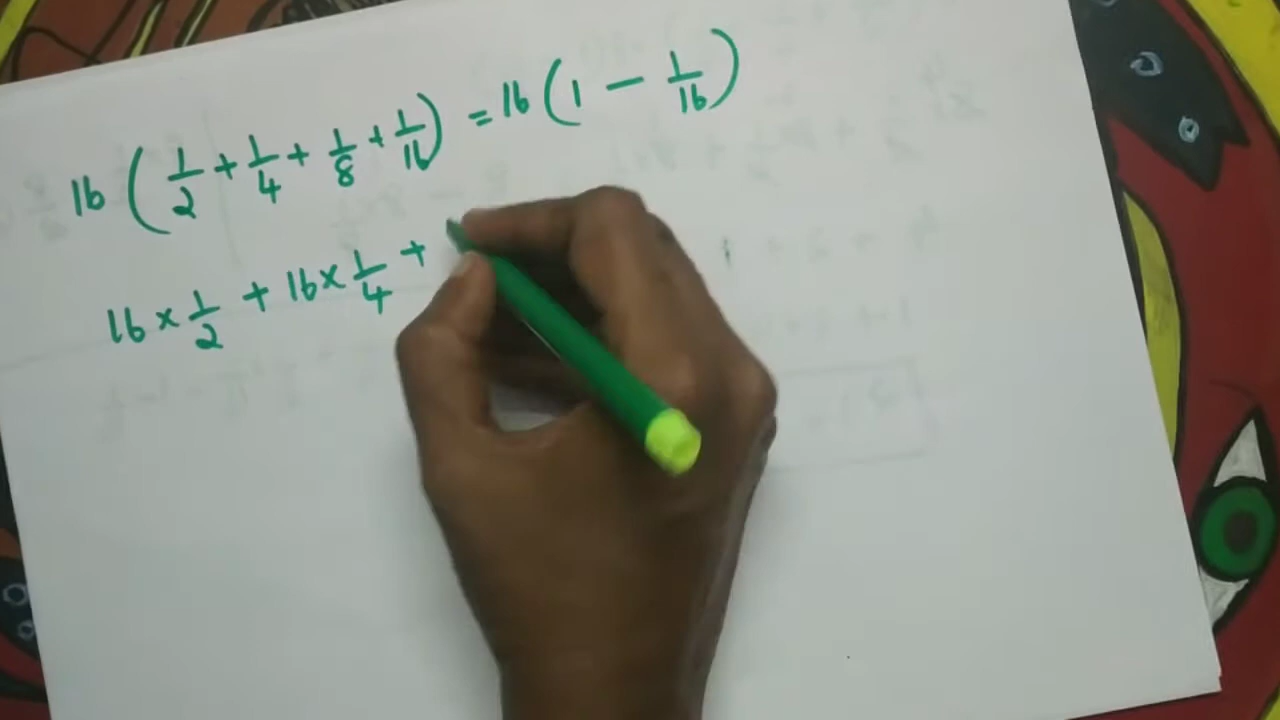 16 ( 1/2 + 1/4 + 1/8 + 1/16 ) = 16 ( 1 − 1/16 )
16 × 1/2 + 16 × 1/4 +